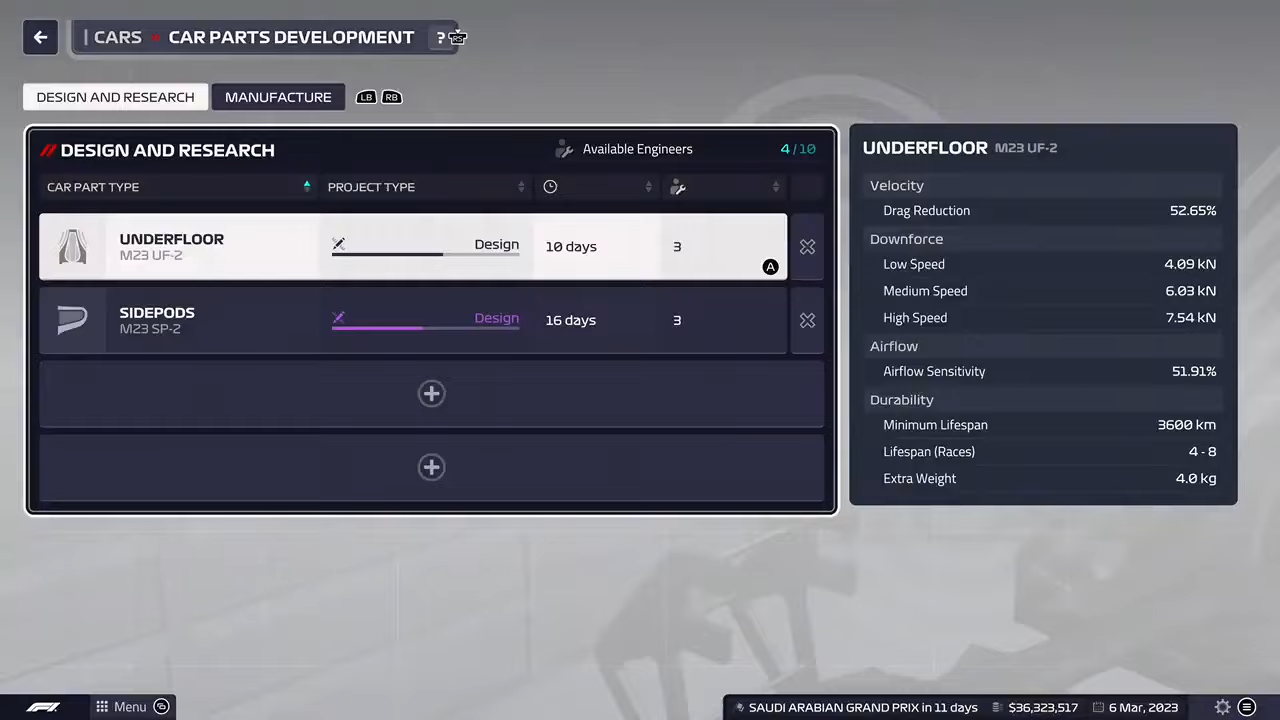 CARS CAR PARTS DEVELOPMENT ? RS
DESIGN AND RESEARCH MANUFACTURE LB RB
DESIGN AND RESEARCH Available Engineers 4/10
CAR PART TYPE PROJECT TYPE
UNDERFLOOR
M23 UF-2
Design 10 days 3
A
SIDEPODS
M23 SP-2
Design 16 days 3
UNDERFLOOR M23 UF-2
Velocity
Drag Reduction 52.65%
Downforce
Low Speed 4.09 kN
Medium Speed 6.03 kN
High Speed 7.54 kN
Airflow
Airflow Sensitivity 51.91%
Durability
Minimum Lifespan 3600 km
Lifespan (Races) 4 - 8
Extra Weight 4.0 kg
F1 Menu SAUDI ARABIAN GRAND PRIX in 11 days $36,323,517 6 Mar, 2023